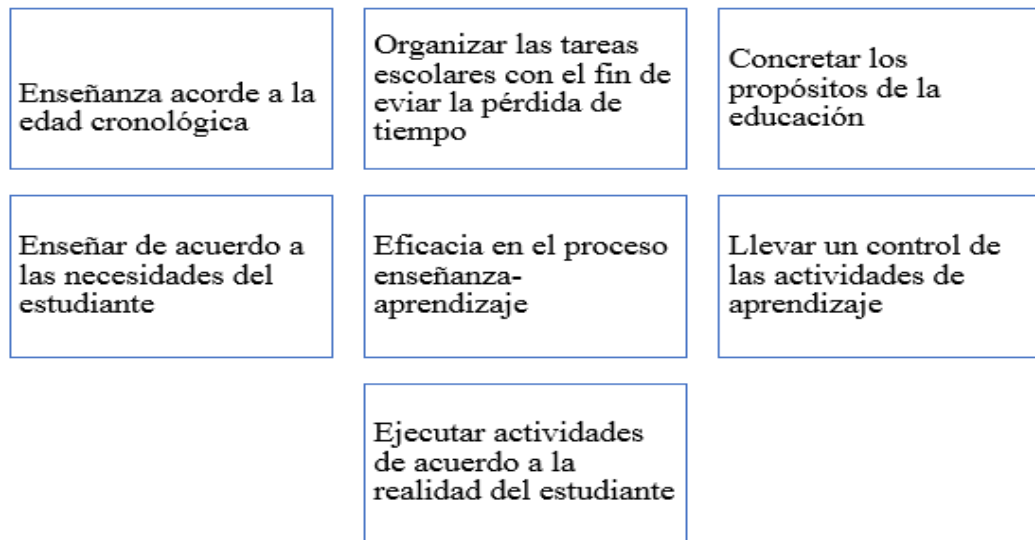 Enseñanza acorde a la
edad cronológica
Organizar las tareas
escolares con el fin de
eviar la pérdida de
tiempo
Concretar los
propósitos de la
educación
Enseñar de acuerdo a
las necesidades del
estudiante
Eficacia en el proceso
enseñanza-
aprendizaje
Llevar un control de
las actividades de
aprendizaje
Ejecutar actividades
de acuerdo a la
realidad del estudiante